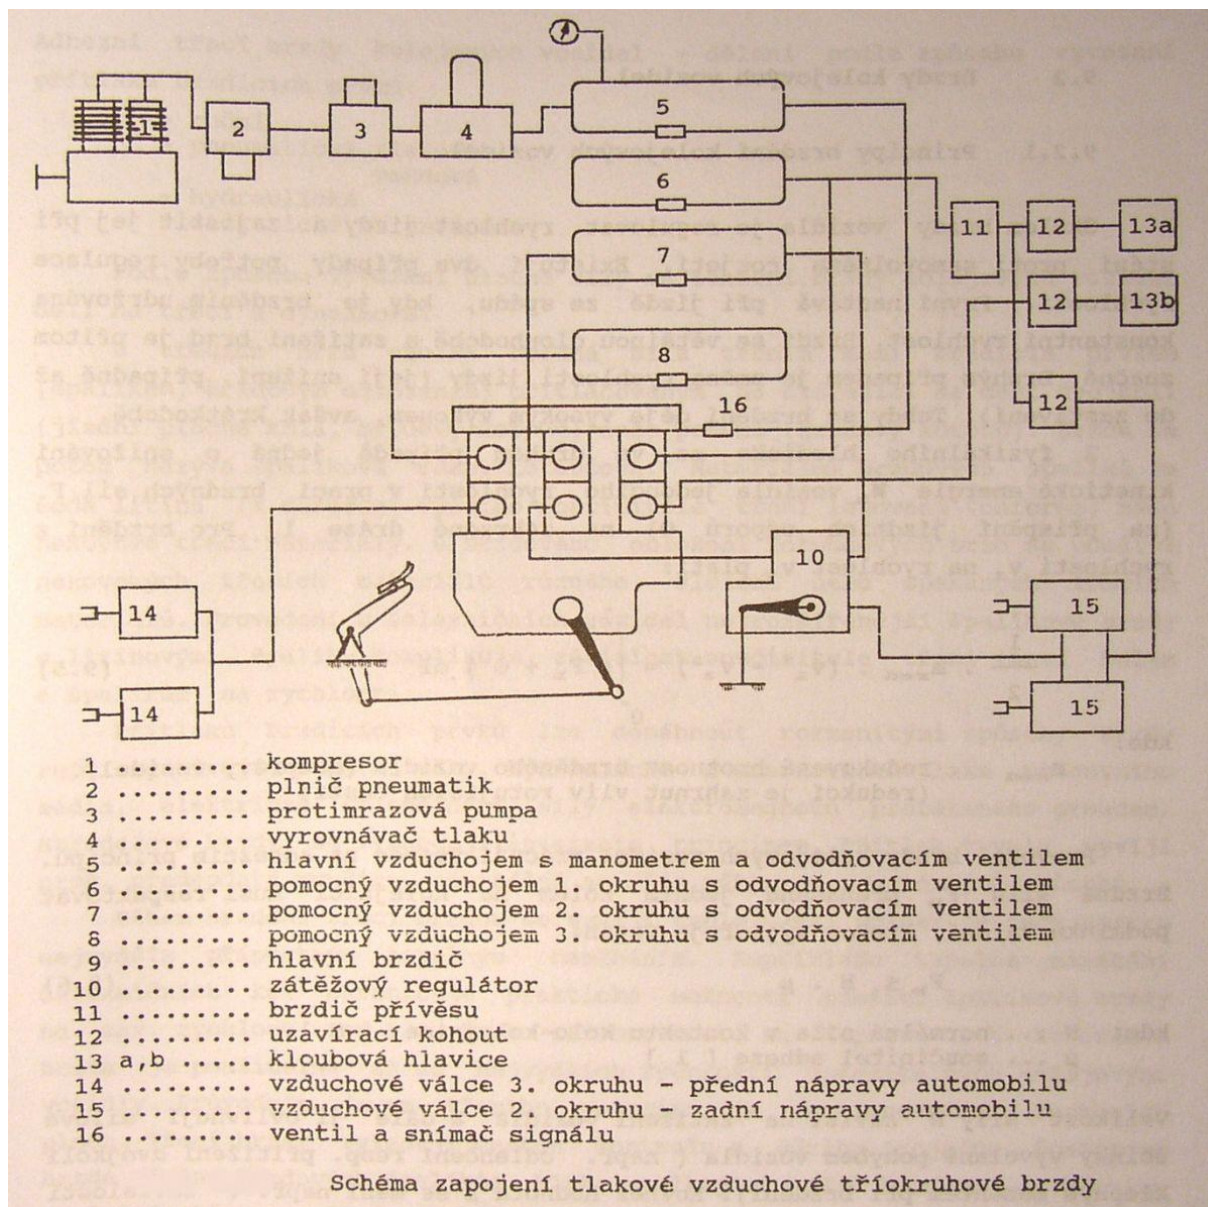 1
2
3
4
5
6
7
8
16
11
12
13a
12
13b
12
10
14
15
14
15
1 ......... kompresor
2 ......... plnič pneumatik
3 ......... protimrazová pumpa
4 ......... vyrovnávač tlaku
5 ......... hlavní vzduchojem s manometrem a odvodňovacím ventilem
6 ......... pomocný vzduchojem 1. okruhu s odvodňovacím ventilem
7 ......... pomocný vzduchojem 2. okruhu s odvodňovacím ventilem
8 ......... pomocný vzduchojem 3. okruhu s odvodňovacím ventilem
9 ......... hlavní brzdič
10 ......... zátěžový regulátor
11 ......... brzdič přívěsu
12 ......... uzavírací kohout
13 a,b ..... kloubová hlavice
14 ......... vzduchové válce 3. okruhu - přední nápravy automobilu
15 ......... vzduchové válce 2. okruhu - zadní nápravy automobilu
16 ......... ventil a snímač signálu
Schéma zapojení tlakové vzduchové tříokruhové brzdy